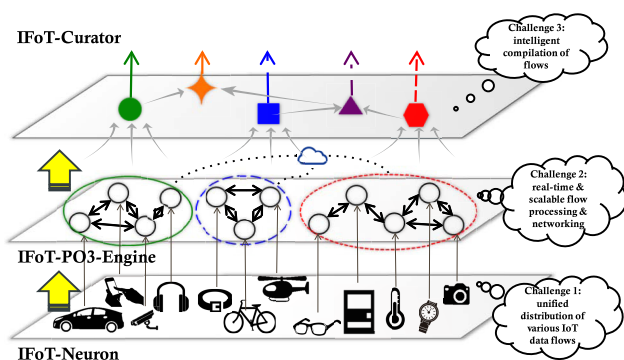 IFoT-Curator
Challenge 3:
intelligent
compilation of
flows
Challenge 2:
real-time &
scalable flow
processing &
networking
IFoT-PO3-Engine
Challenge 1:
unified
distribution of
various IoT
data flows
IFoT-Neuron